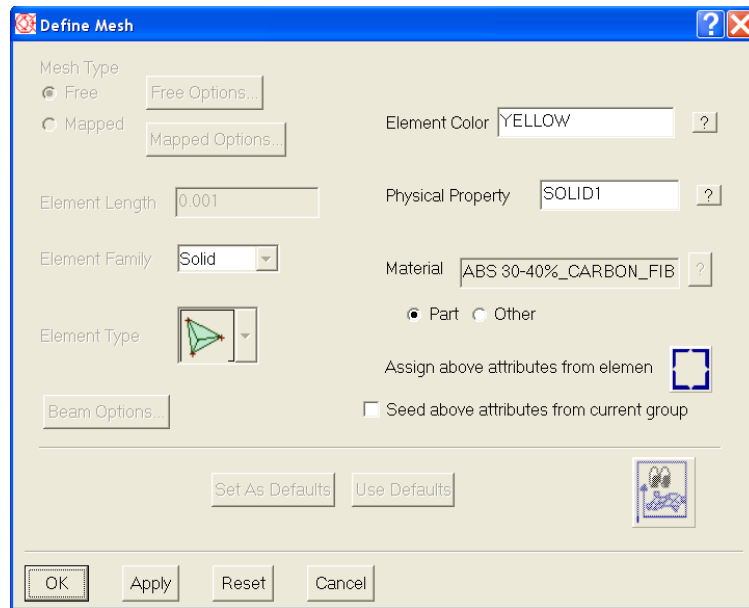 Define Mesh
Mesh Type
Free
Free Options...
Mapped
Mapped Options...
Element Color YELLOW ?
Element Length 0.001
Physical Property SOLID1 ?
Element Family Solid
Material ABS 30-40%_CARBON_FIB ?
Part Other
Element Type
Assign above attributes from elemen
Beam Options...
Seed above attributes from current group
Set As Defaults Use Defaults
OK Apply Reset Cancel